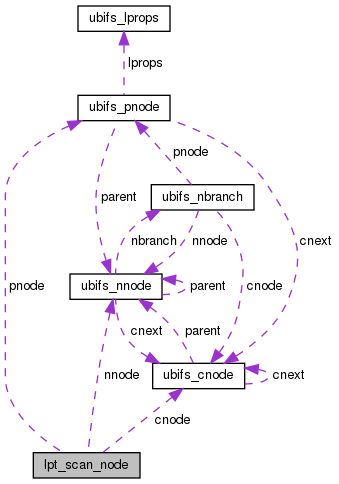 ubifs_lprops
lprops
ubifs_pnode
pnode
parent
ubifs_nbranch
cnext
nbranch
nnode
ubifs_nnode
parent
cnode
pnode
cnext
parent
ubifs_cnode
cnext
nnode
cnode
lpt_scan_node